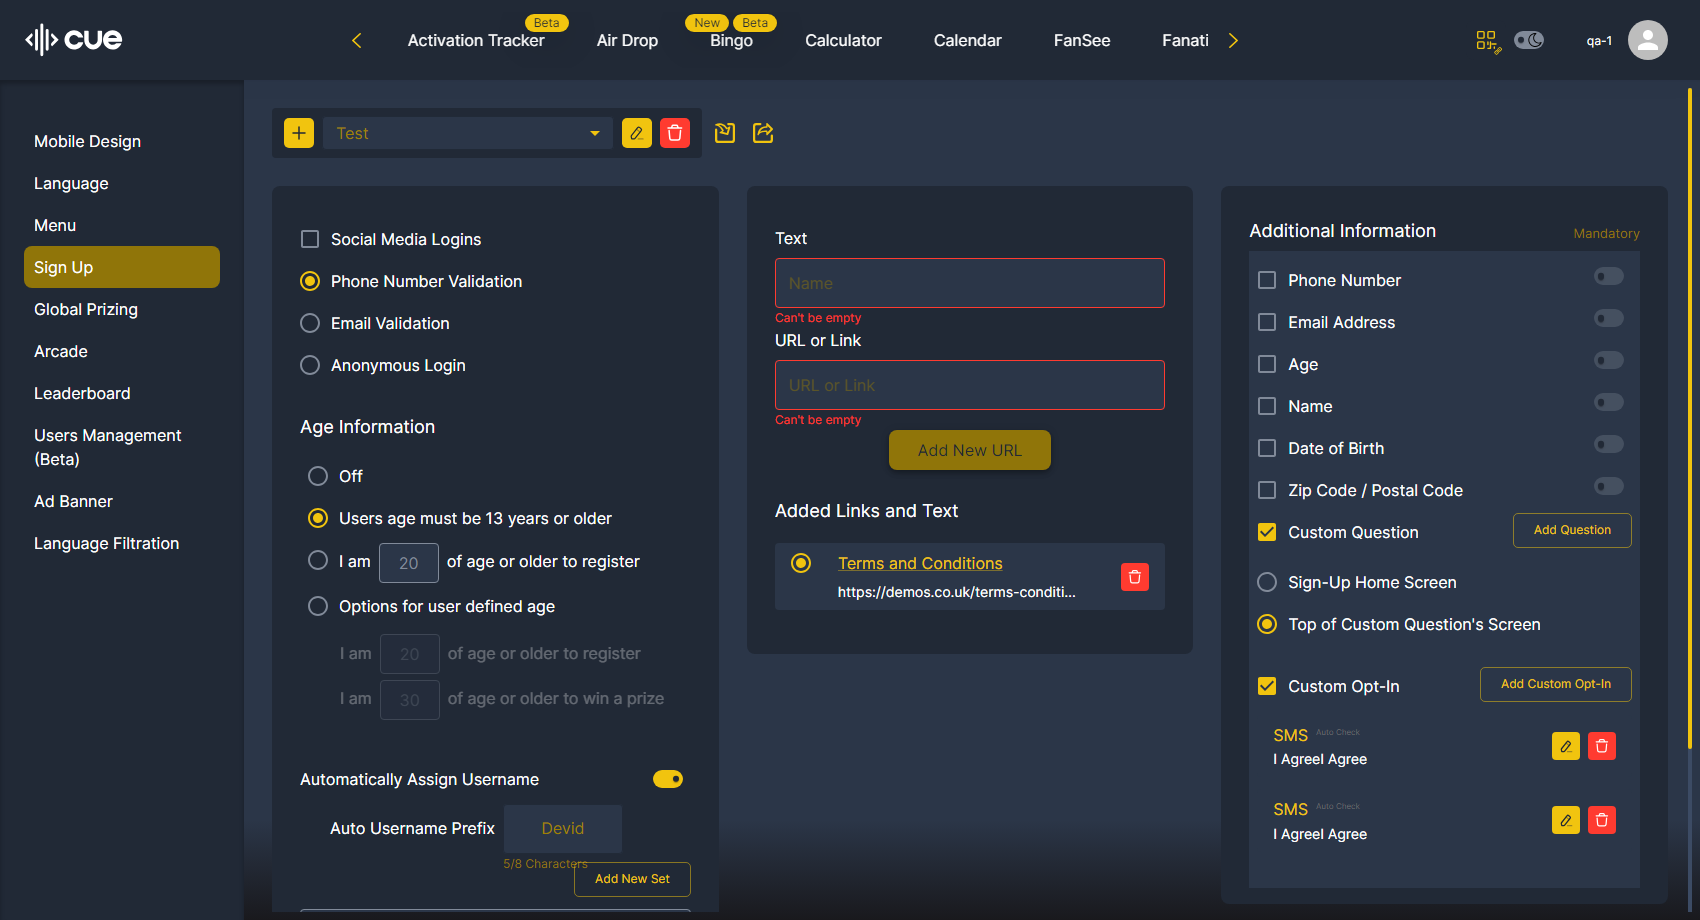 cue
Activation Tracker
Beta
Air Drop
New
Beta
Bingo
Calculator
Calendar
FanSee
Fanati
qa-1
Mobile Design
Language
Menu
Sign Up
Global Prizing
Arcade
Leaderboard
Users Management
(Beta)
Ad Banner
Language Filtration
Test
Social Media Logins
Phone Number Validation
Email Validation
Anonymous Login
Age Information
Off
Users age must be 13 years or older
I am 20 of age or older to register
Options for user defined age
I am 20 of age or older to register
I am 30 of age or older to win a prize
Automatically Assign Username
Auto Username Prefix Devid
5/8 Characters
Add New Set
Text
Name
Can't be empty
URL or Link
URL or Link
Can't be empty
Add New URL
Added Links and Text
Terms and Conditions
https://demos.co.uk/terms-conditi...
Additional Information
Mandatory
Phone Number
Email Address
Age
Name
Date of Birth
Zip Code / Postal Code
Custom Question
Add Question
Sign-Up Home Screen
Top of Custom Question's Screen
Custom Opt-In
Add Custom Opt-In
SMS Auto Check
I AgreeI Agree
SMS Auto Check
I AgreeI Agree